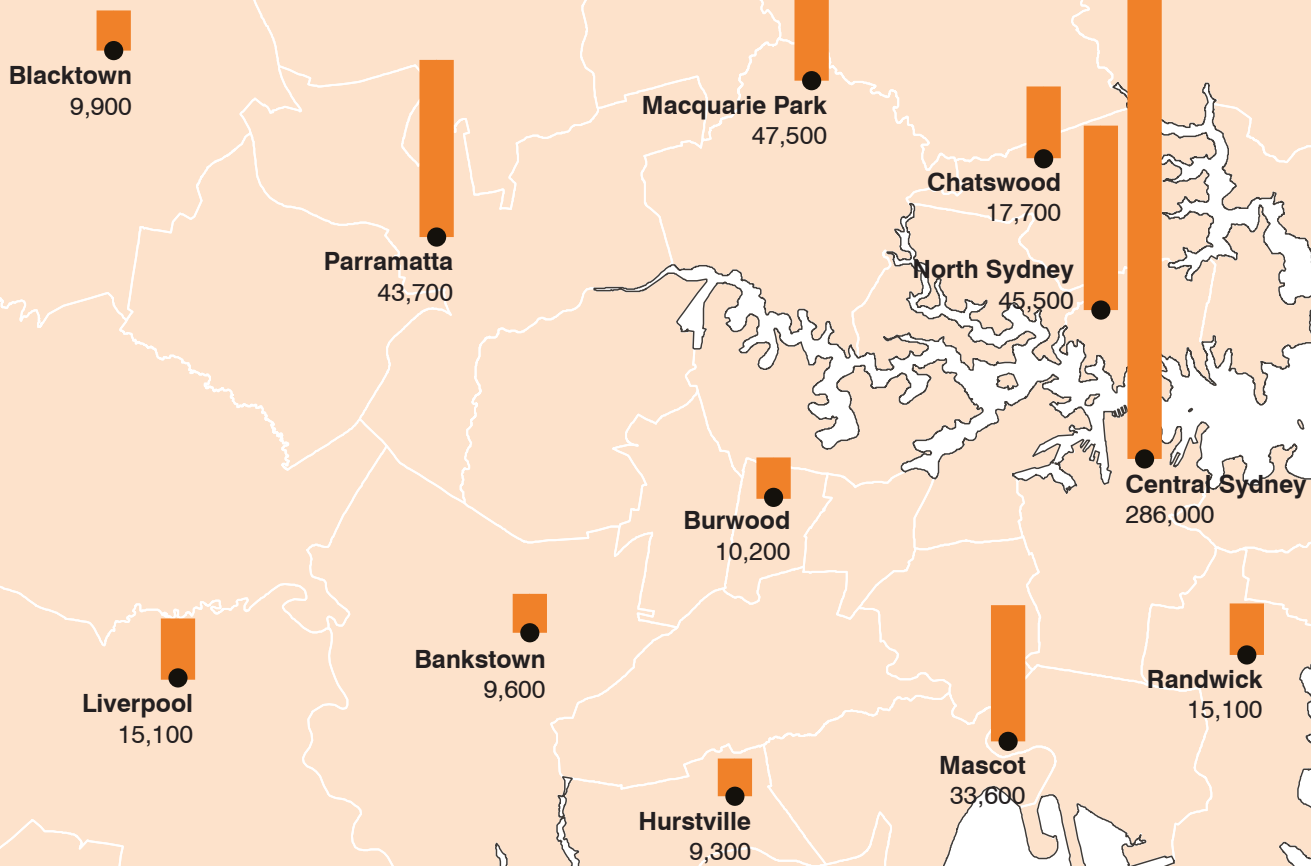 Blacktown
9,900
Macquarie Park
47,500
Chatswood
17,700
Parramatta
43,700
North Sydney
45,500
Central Sydney
286,000
Burwood
10,200
Bankstown
9,600
Liverpool
15,100
Randwick
15,100
Mascot
33,600
Hurstville
9,300